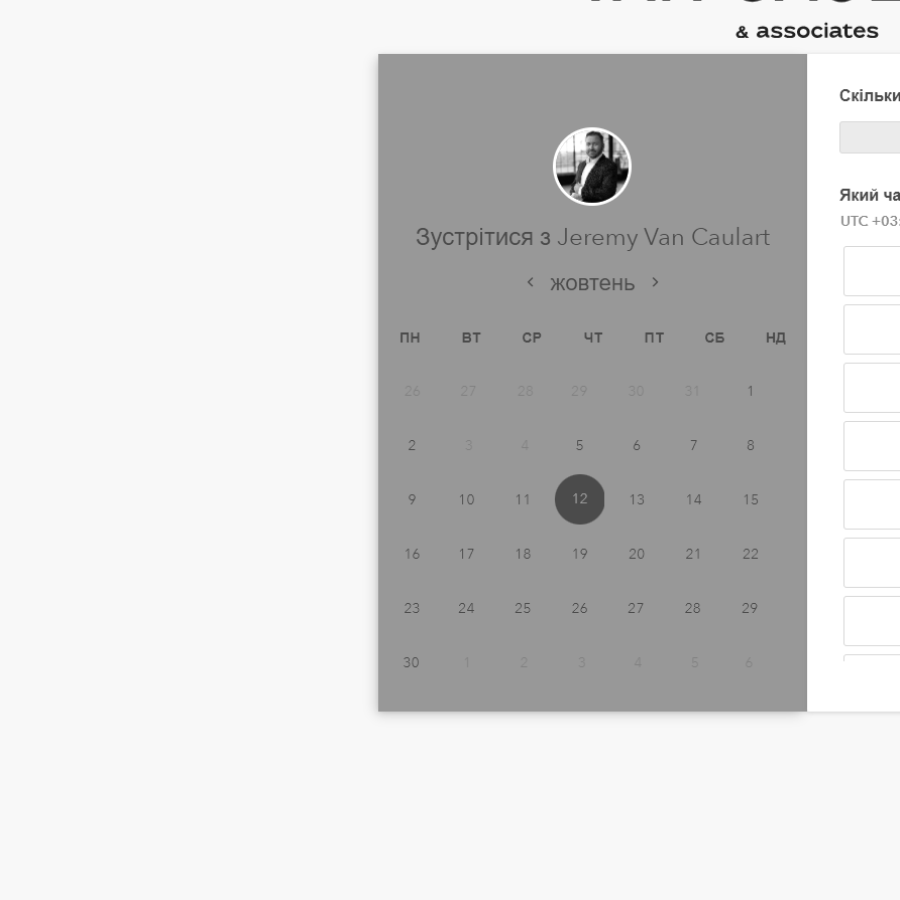 & associates
Зустрітися з Jeremy Van Caulart
жовтень
ПН ВТ СР ЧТ ПТ СБ НД
26 27 28 29 30 31 1
2 3 4 5 6 7 8
9 10 11 12 13 14 15
16 17 18 19 20 21 22
23 24 25 26 27 28 29
30 1 2 3 4 5 6
Скільки
Який ча
UTC +03: